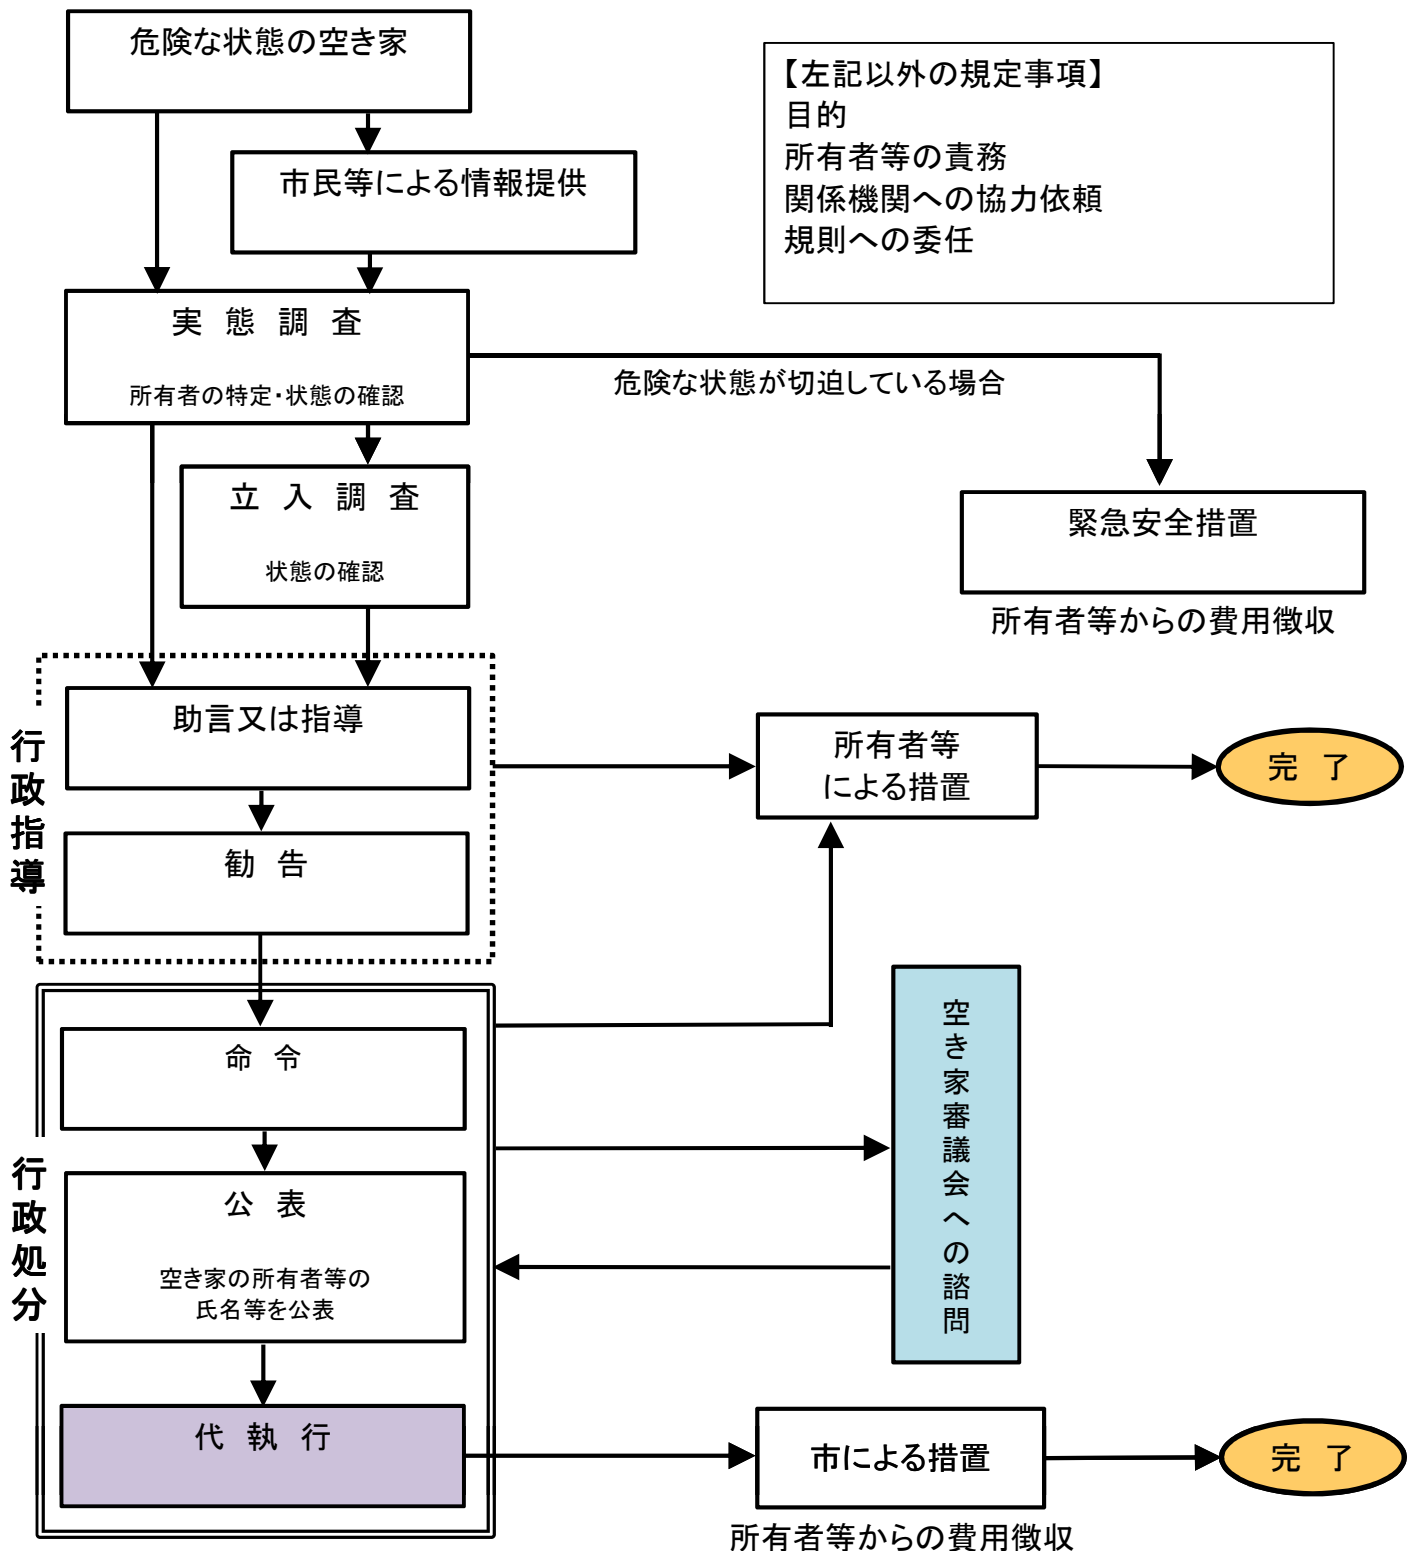 危険な状態の空き家
【左記以外の規定事項】
目的
所有者等の責務
関係機関への協力依頼
規則への委任
市民等による情報提供
実態調査
所有者の特定・状態の確認
危険な状態が切迫している場合
立入調査
状態の確認
緊急安全措置
所有者等からの費用徴収
行政指導
助言又は指導
勧告
所有者等
による措置
完了
行政処分
命令
公表
空き家の所有者等の
氏名等を公表
代執行
空き家審議会への諮問
市による措置
所有者等からの費用徴収
完了